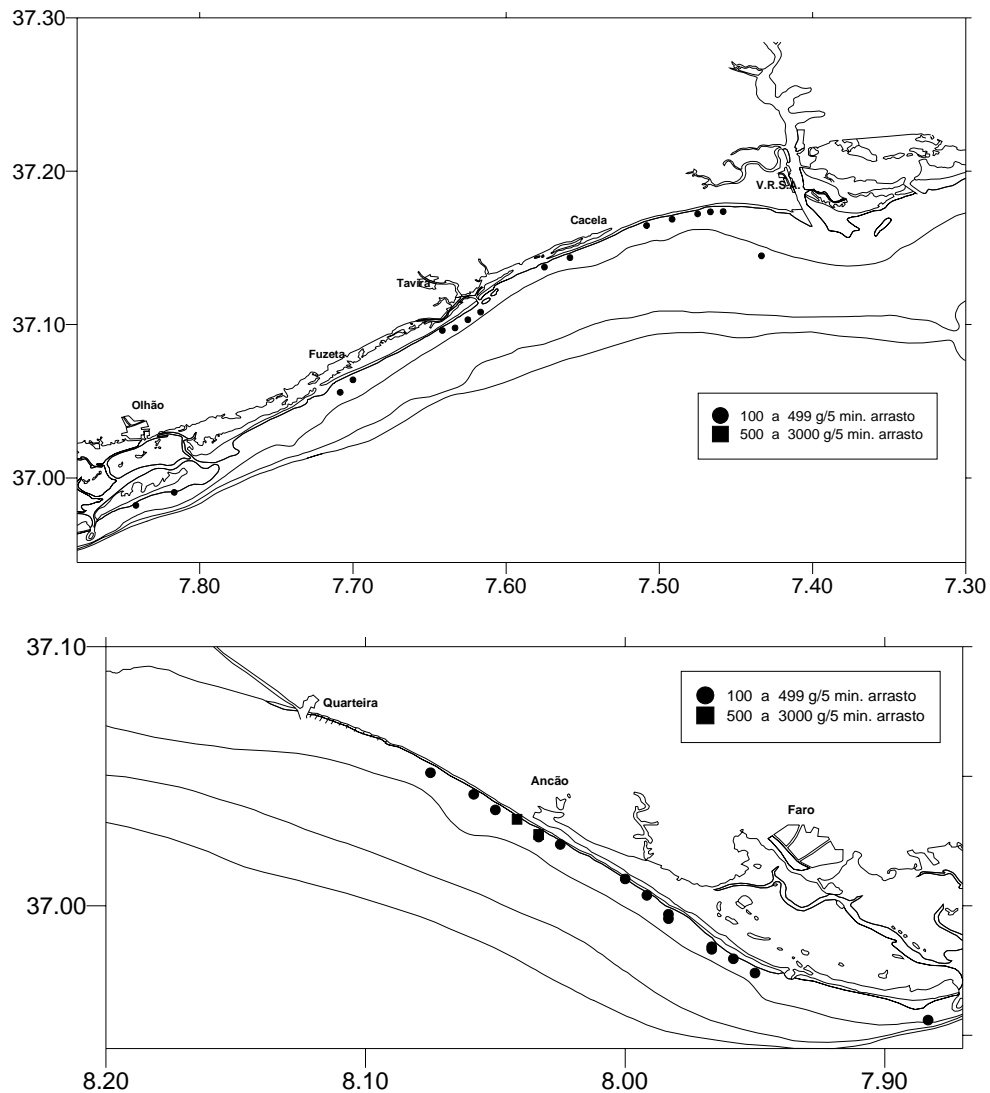 37.30
37.20
V.R.S.A.
Cacela
Tavira
37.10
Fuzeta
Olhão
100 a 499 g/5 min. arrasto
500 a 3000 g/5 min. arrasto
37.00
7.80 7.70 7.60 7.50 7.40 7.30
37.10
100 a 499 g/5 min. arrasto
500 a 3000 g/5 min. arrasto
Quarteira
Ancão
Faro
37.00
8.20 8.10 8.00 7.90